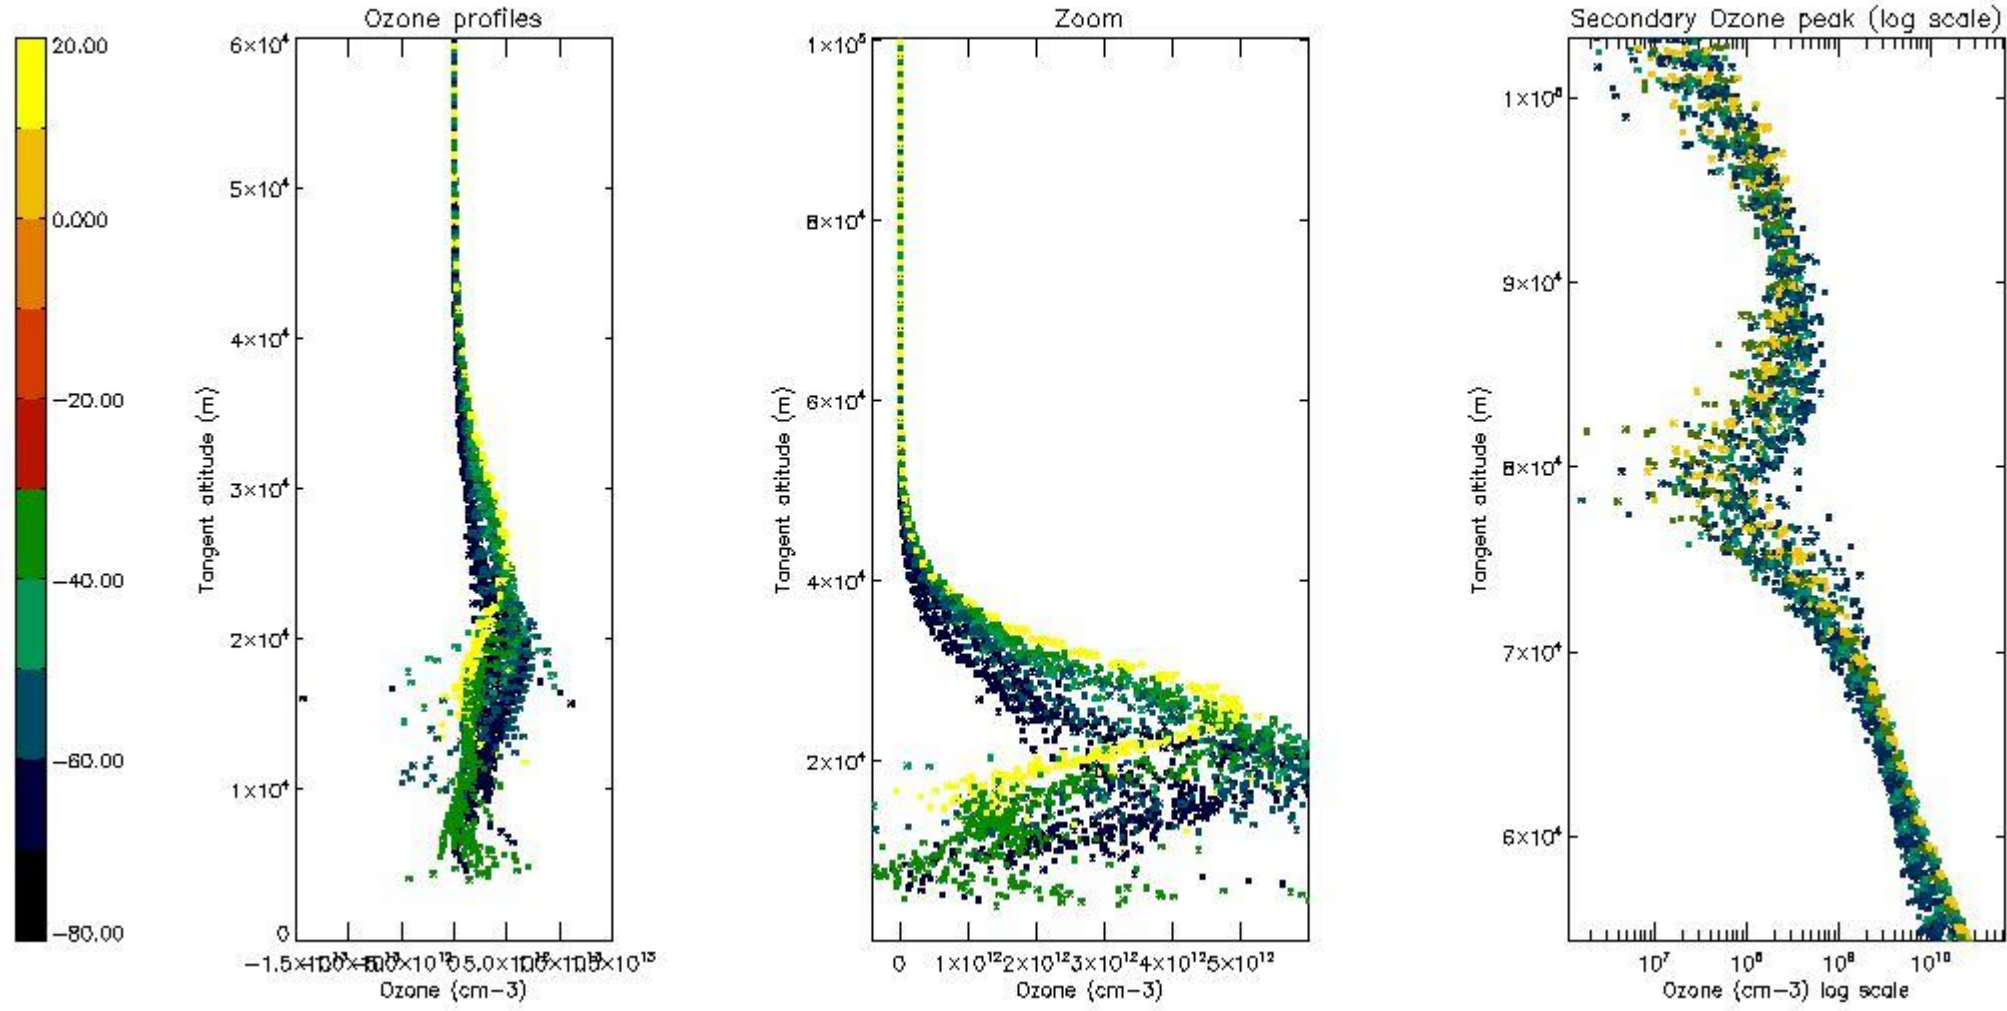 Ozone profiles
Zoom
Secondary Ozone peak (log scale)
20.00
0.000
−20.00
−40.00
−60.00
−80.00
6×10⁴
5×10⁴
4×10⁴
3×10⁴
2×10⁴
1×10⁴
0
Tangent altitude (m)
Ozone (cm−3)
1×10⁵
8×10⁴
6×10⁴
4×10⁴
2×10⁴
Tangent altitude (m)
0 1×10¹² 2×10¹² 3×10¹² 4×10¹² 5×10¹²
Ozone (cm−3)
1×10⁵
9×10⁴
8×10⁴
7×10⁴
6×10⁴
Tangent altitude (m)
10⁷ 10⁸ 10⁹ 10¹⁰
Ozone (cm−3) log scale